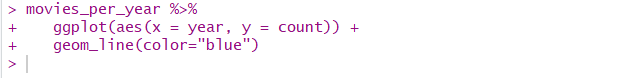 > movies_per_year %>%
+    ggplot(aes(x = year, y = count)) +
+    geom_line(color="blue")
>